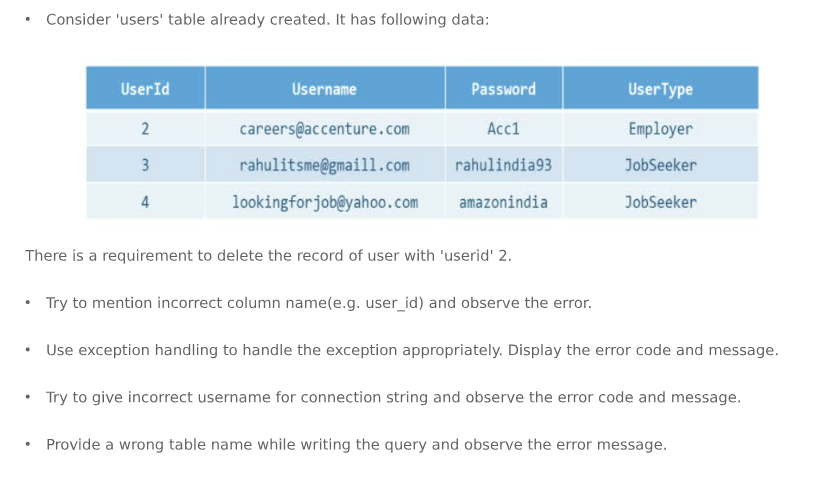 • Consider 'users' table already created. It has following data:
UserId Username Password UserType
2 careers@accenture.com Acc1 Employer
3 rahulitsme@gmaill.com rahulindia93 JobSeeker
4 lookingforjob@yahoo.com amazonindia JobSeeker
There is a requirement to delete the record of user with 'userid' 2.
• Try to mention incorrect column name(e.g. user_id) and observe the error.
• Use exception handling to handle the exception appropriately. Display the error code and message.
• Try to give incorrect username for connection string and observe the error code and message.
• Provide a wrong table name while writing the query and observe the error message.